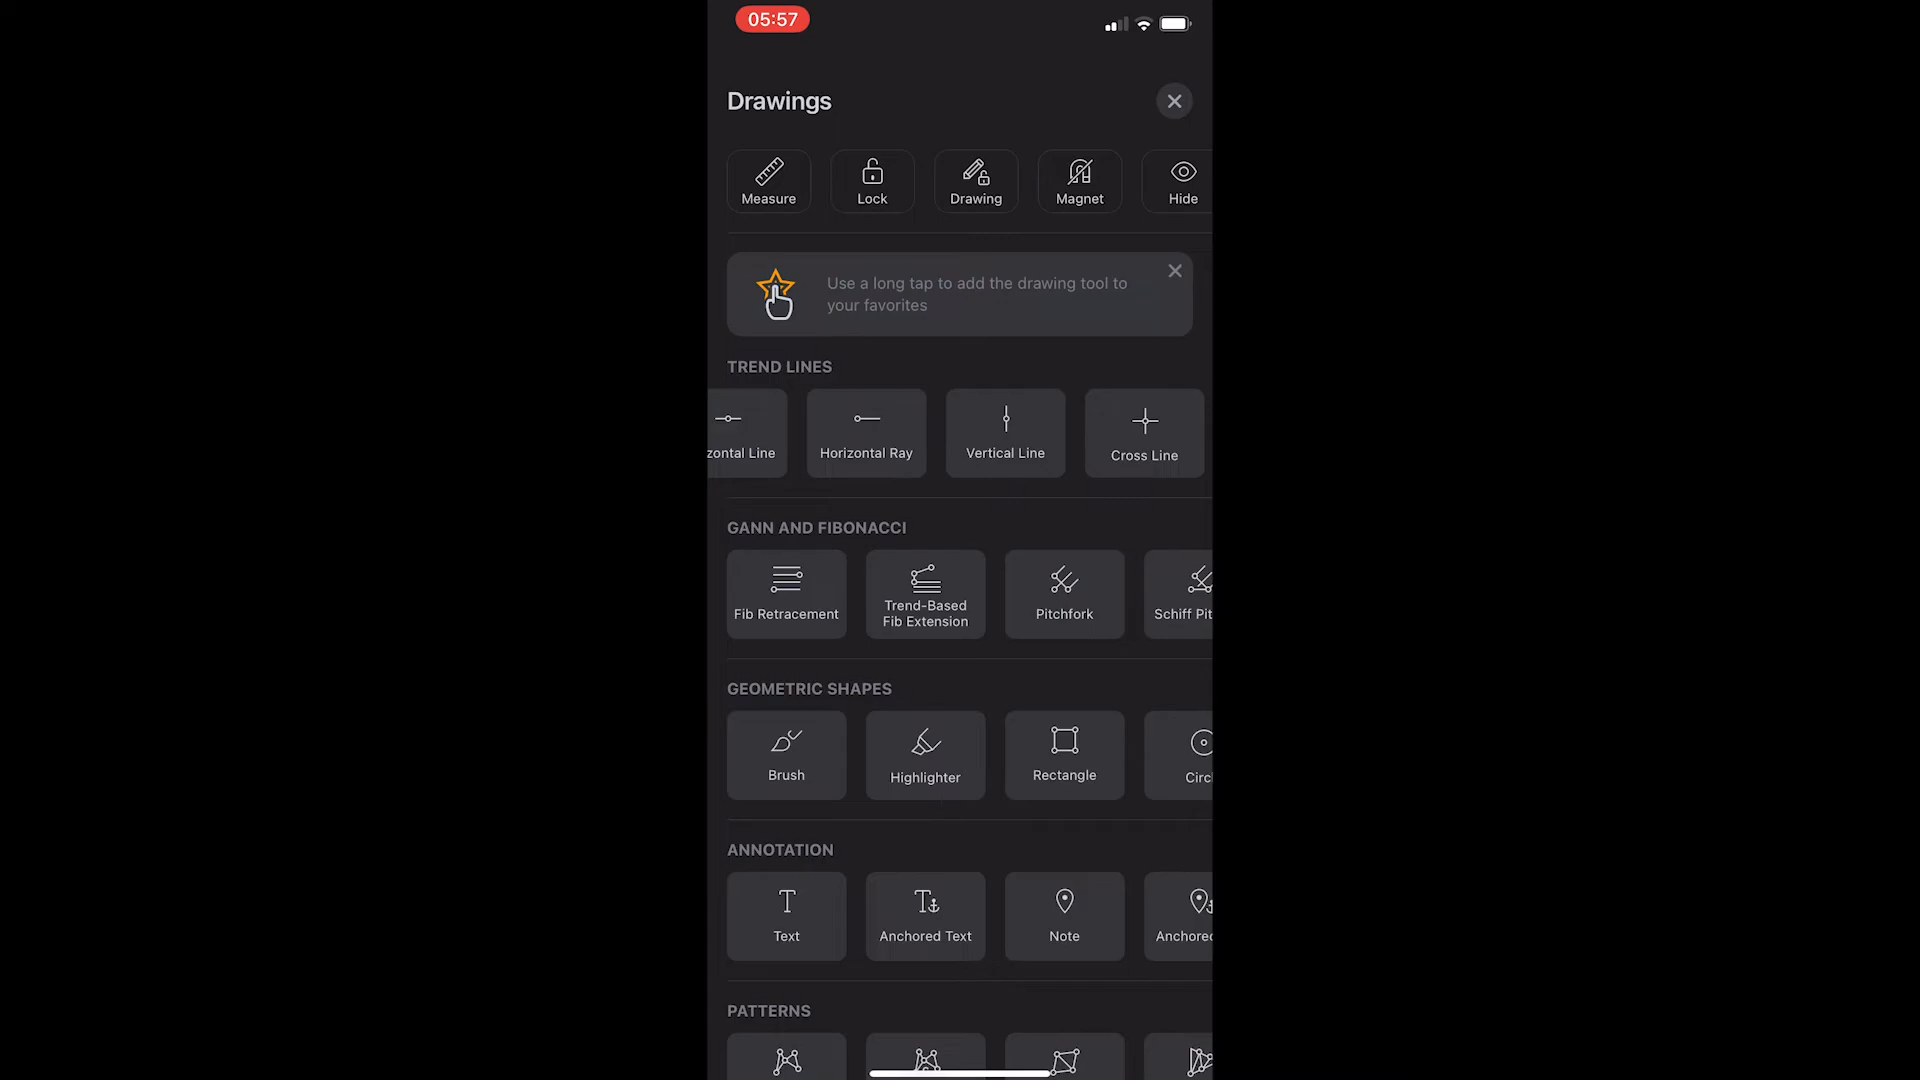 05:57
Drawings
Measure
Lock
Drawing
Magnet
Hide
Use a long tap to add the drawing tool to
your favorites
TREND LINES
zontal Line
Horizontal Ray
Vertical Line
Cross Line
GANN AND FIBONACCI
Fib Retracement
Trend-Based
Fib Extension
Pitchfork
Schiff Pit
GEOMETRIC SHAPES
Brush
Highlighter
Rectangle
Circ
ANNOTATION
Text
Anchored Text
Note
Anchored
PATTERNS